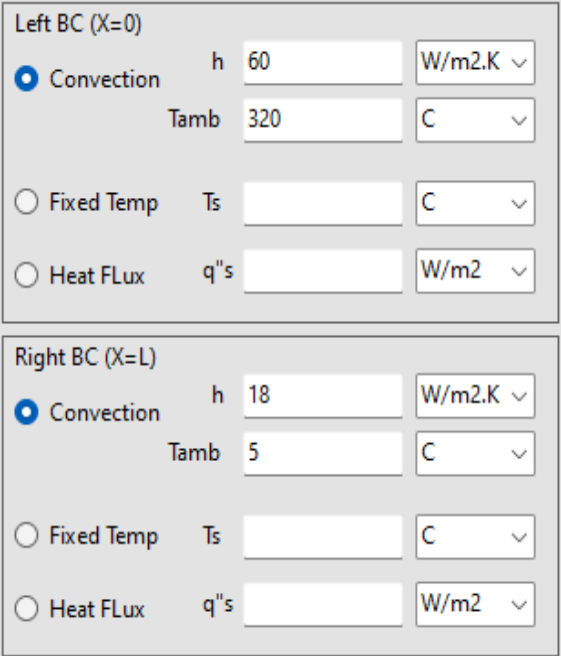 Left BC (X=0)
Convection h 60 W/m2.K
Tamb 320 C
Fixed Temp Ts C
Heat FLux q"s W/m2
Right BC (X=L)
Convection h 18 W/m2.K
Tamb 5 C
Fixed Temp Ts C
Heat FLux q"s W/m2